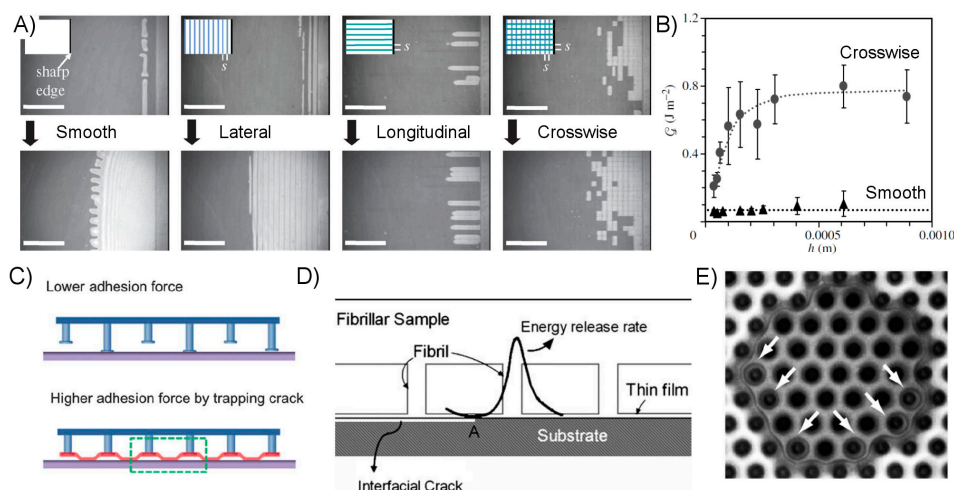 A)
sharp
edge
s
s
s
Smooth
Lateral
Longitudinal
Crosswise
B)
1.2
0.8
0.4
0
𝒢 (J m⁻²)
Crosswise
Smooth
0.0005
0.0010
h (m)
C)
Lower adhesion force
Higher adhesion force by trapping crack
D)
Fibrillar Sample
Energy release rate
Fibril
Thin film
A
Substrate
Interfacial Crack
E)